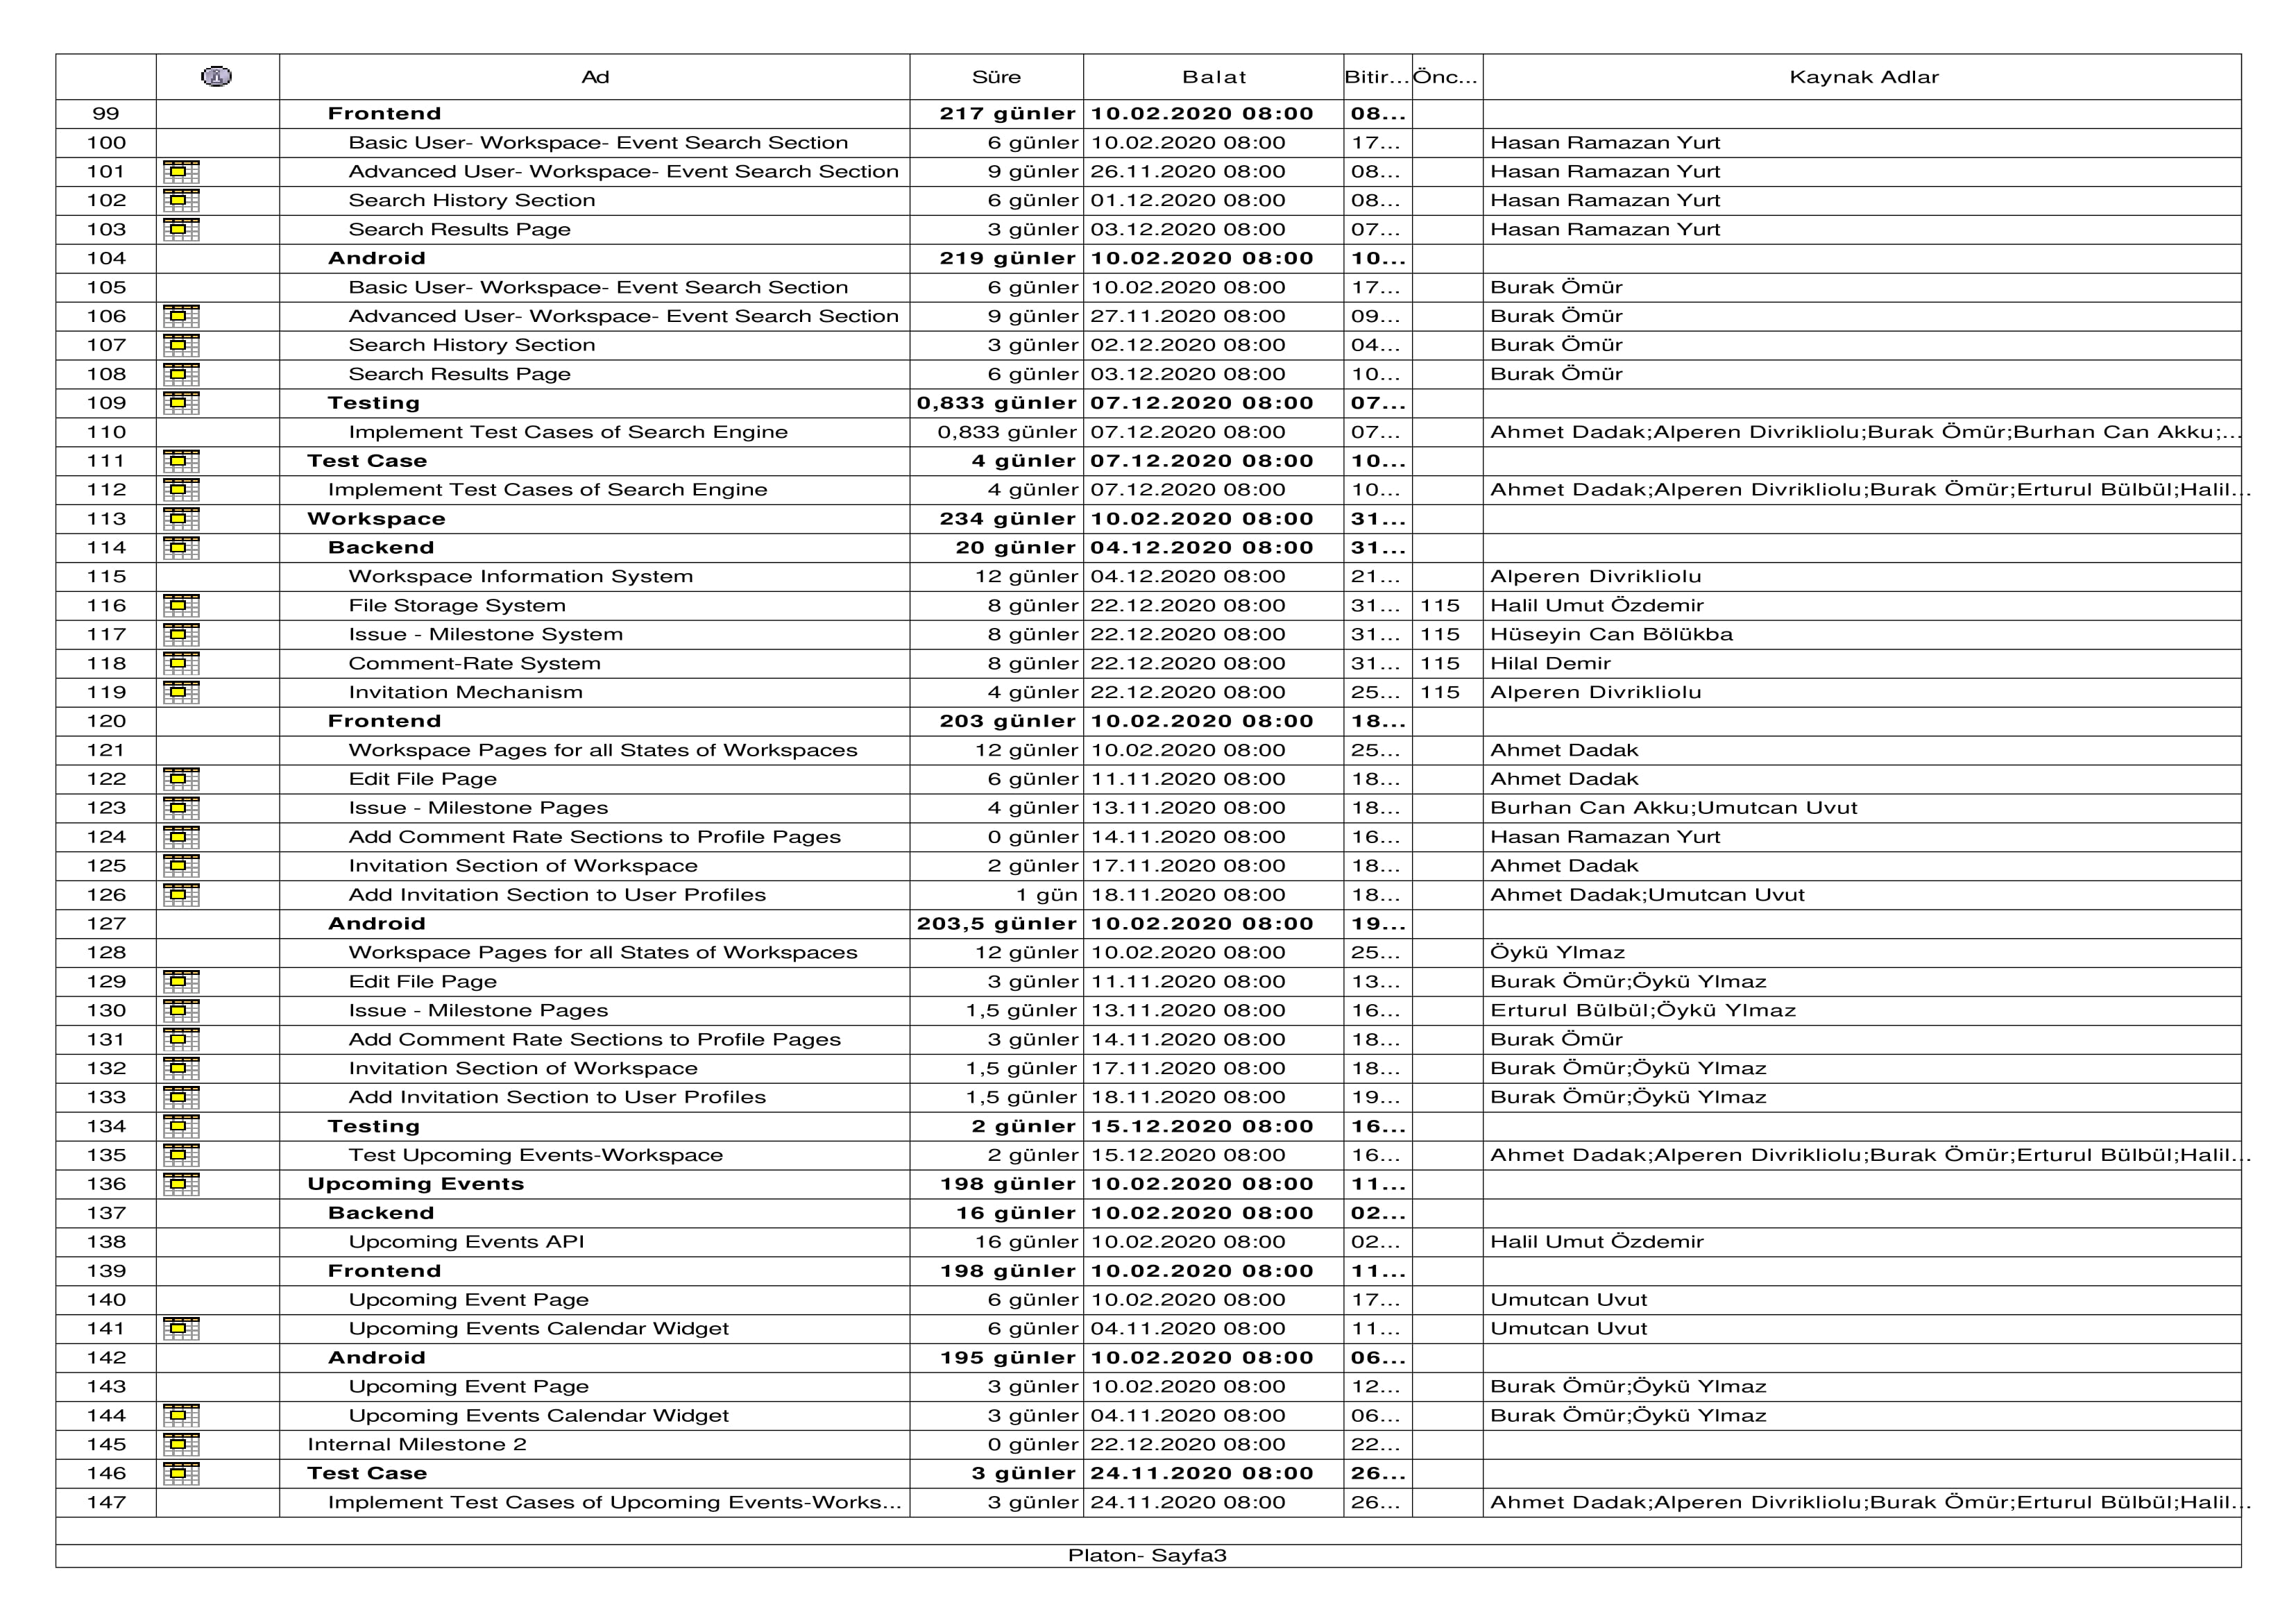 Ad Süre Balat Bitir... Önc... Kaynak Adlar
99 Frontend 217 günler 10.02.2020 08:00 08...
100 Basic User- Workspace- Event Search Section 6 günler 10.02.2020 08:00 17... Hasan Ramazan Yurt
101 Advanced User- Workspace- Event Search Section 9 günler 26.11.2020 08:00 08... Hasan Ramazan Yurt
102 Search History Section 6 günler 01.12.2020 08:00 08... Hasan Ramazan Yurt
103 Search Results Page 3 günler 03.12.2020 08:00 07... Hasan Ramazan Yurt
104 Android 219 günler 10.02.2020 08:00 10...
105 Basic User- Workspace- Event Search Section 6 günler 10.02.2020 08:00 17... Burak Ömür
106 Advanced User- Workspace- Event Search Section 9 günler 27.11.2020 08:00 09... Burak Ömür
107 Search History Section 3 günler 02.12.2020 08:00 04... Burak Ömür
108 Search Results Page 6 günler 03.12.2020 08:00 10... Burak Ömür
109 Testing 0,833 günler 07.12.2020 08:00 07...
110 Implement Test Cases of Search Engine 0,833 günler 07.12.2020 08:00 07... Ahmet Dadak;Alperen Divrikliolu;Burak Ömür;Burhan Can Akku;...
111 Test Case 4 günler 07.12.2020 08:00 10...
112 Implement Test Cases of Search Engine 4 günler 07.12.2020 08:00 10... Ahmet Dadak;Alperen Divrikliolu;Burak Ömür;Erturul Bülbül;Halil...
113 Workspace 234 günler 10.02.2020 08:00 31...
114 Backend 20 günler 04.12.2020 08:00 31...
115 Workspace Information System 12 günler 04.12.2020 08:00 21... Alperen Divrikliolu
116 File Storage System 8 günler 22.12.2020 08:00 31... 115 Halil Umut Özdemir
117 Issue - Milestone System 8 günler 22.12.2020 08:00 31... 115 Hüseyin Can Bölükba
118 Comment-Rate System 8 günler 22.12.2020 08:00 31... 115 Hilal Demir
119 Invitation Mechanism 4 günler 22.12.2020 08:00 25... 115 Alperen Divrikliolu
120 Frontend 203 günler 10.02.2020 08:00 18...
121 Workspace Pages for all States of Workspaces 12 günler 10.02.2020 08:00 25... Ahmet Dadak
122 Edit File Page 6 günler 11.11.2020 08:00 18... Ahmet Dadak
123 Issue - Milestone Pages 4 günler 13.11.2020 08:00 18... Burhan Can Akku;Umutcan Uvut
124 Add Comment Rate Sections to Profile Pages 0 günler 14.11.2020 08:00 16... Hasan Ramazan Yurt
125 Invitation Section of Workspace 2 günler 17.11.2020 08:00 18... Ahmet Dadak
126 Add Invitation Section to User Profiles 1 gün 18.11.2020 08:00 18... Ahmet Dadak;Umutcan Uvut
127 Android 203,5 günler 10.02.2020 08:00 19...
128 Workspace Pages for all States of Workspaces 12 günler 10.02.2020 08:00 25... Öykü Ylmaz
129 Edit File Page 3 günler 11.11.2020 08:00 13... Burak Ömür;Öykü Ylmaz
130 Issue - Milestone Pages 1,5 günler 13.11.2020 08:00 16... Erturul Bülbül;Öykü Ylmaz
131 Add Comment Rate Sections to Profile Pages 3 günler 14.11.2020 08:00 18... Burak Ömür
132 Invitation Section of Workspace 1,5 günler 17.11.2020 08:00 18... Burak Ömür;Öykü Ylmaz
133 Add Invitation Section to User Profiles 1,5 günler 18.11.2020 08:00 19... Burak Ömür;Öykü Ylmaz
134 Testing 2 günler 15.12.2020 08:00 16...
135 Test Upcoming Events-Workspace 2 günler 15.12.2020 08:00 16... Ahmet Dadak;Alperen Divrikliolu;Burak Ömür;Erturul Bülbül;Halil...
136 Upcoming Events 198 günler 10.02.2020 08:00 11...
137 Backend 16 günler 10.02.2020 08:00 02...
138 Upcoming Events API 16 günler 10.02.2020 08:00 02... Halil Umut Özdemir
139 Frontend 198 günler 10.02.2020 08:00 11...
140 Upcoming Event Page 6 günler 10.02.2020 08:00 17... Umutcan Uvut
141 Upcoming Events Calendar Widget 6 günler 04.11.2020 08:00 11... Umutcan Uvut
142 Android 195 günler 10.02.2020 08:00 06...
143 Upcoming Event Page 3 günler 10.02.2020 08:00 12... Burak Ömür;Öykü Ylmaz
144 Upcoming Events Calendar Widget 3 günler 04.11.2020 08:00 06... Burak Ömür;Öykü Ylmaz
145 Internal Milestone 2 0 günler 22.12.2020 08:00 22...
146 Test Case 3 günler 24.11.2020 08:00 26...
147 Implement Test Cases of Upcoming Events-Works... 3 günler 24.11.2020 08:00 26... Ahmet Dadak;Alperen Divrikliolu;Burak Ömür;Erturul Bülbül;Halil...
Platon- Sayfa3